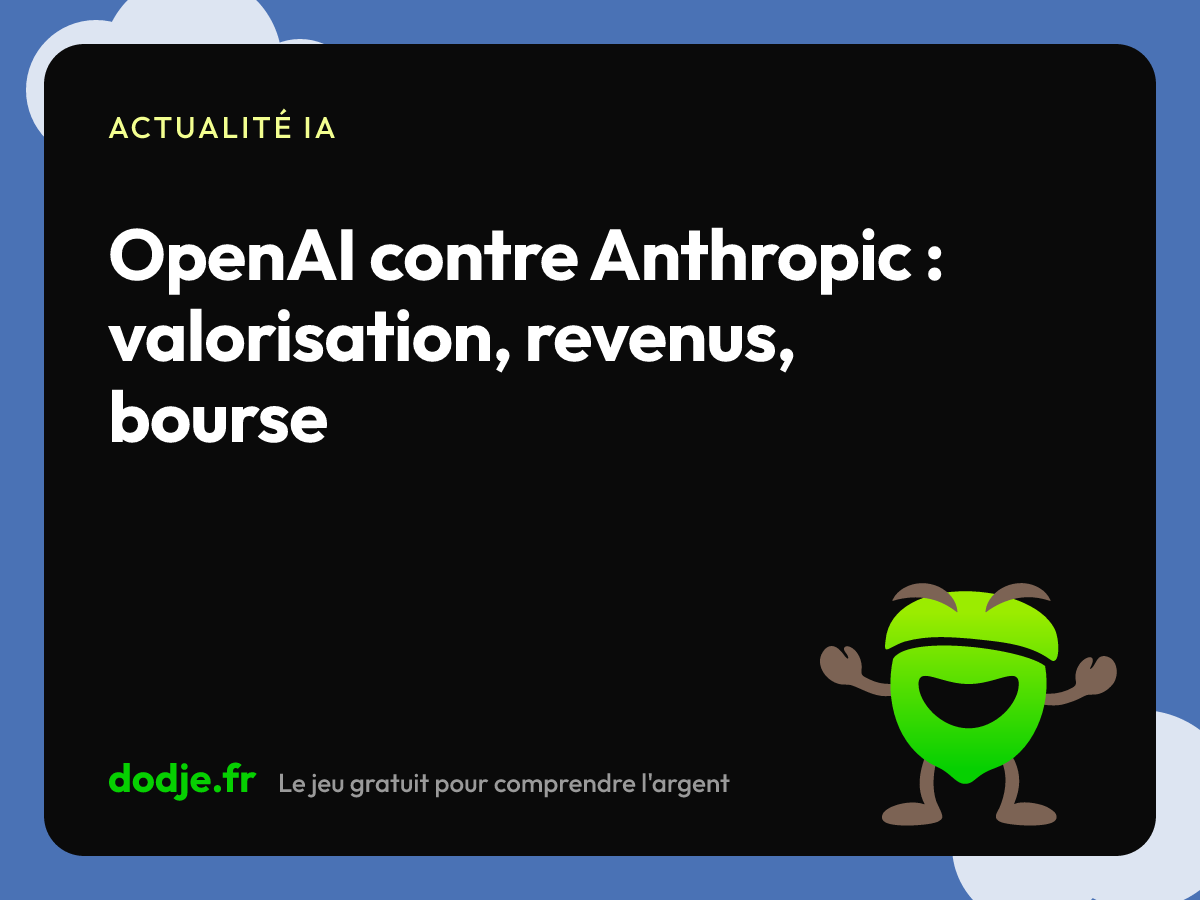 ACTUALITÉ IA
OpenAI contre Anthropic :
valorisation, revenus,
bourse
dodje.fr Le jeu gratuit pour comprendre l'argent